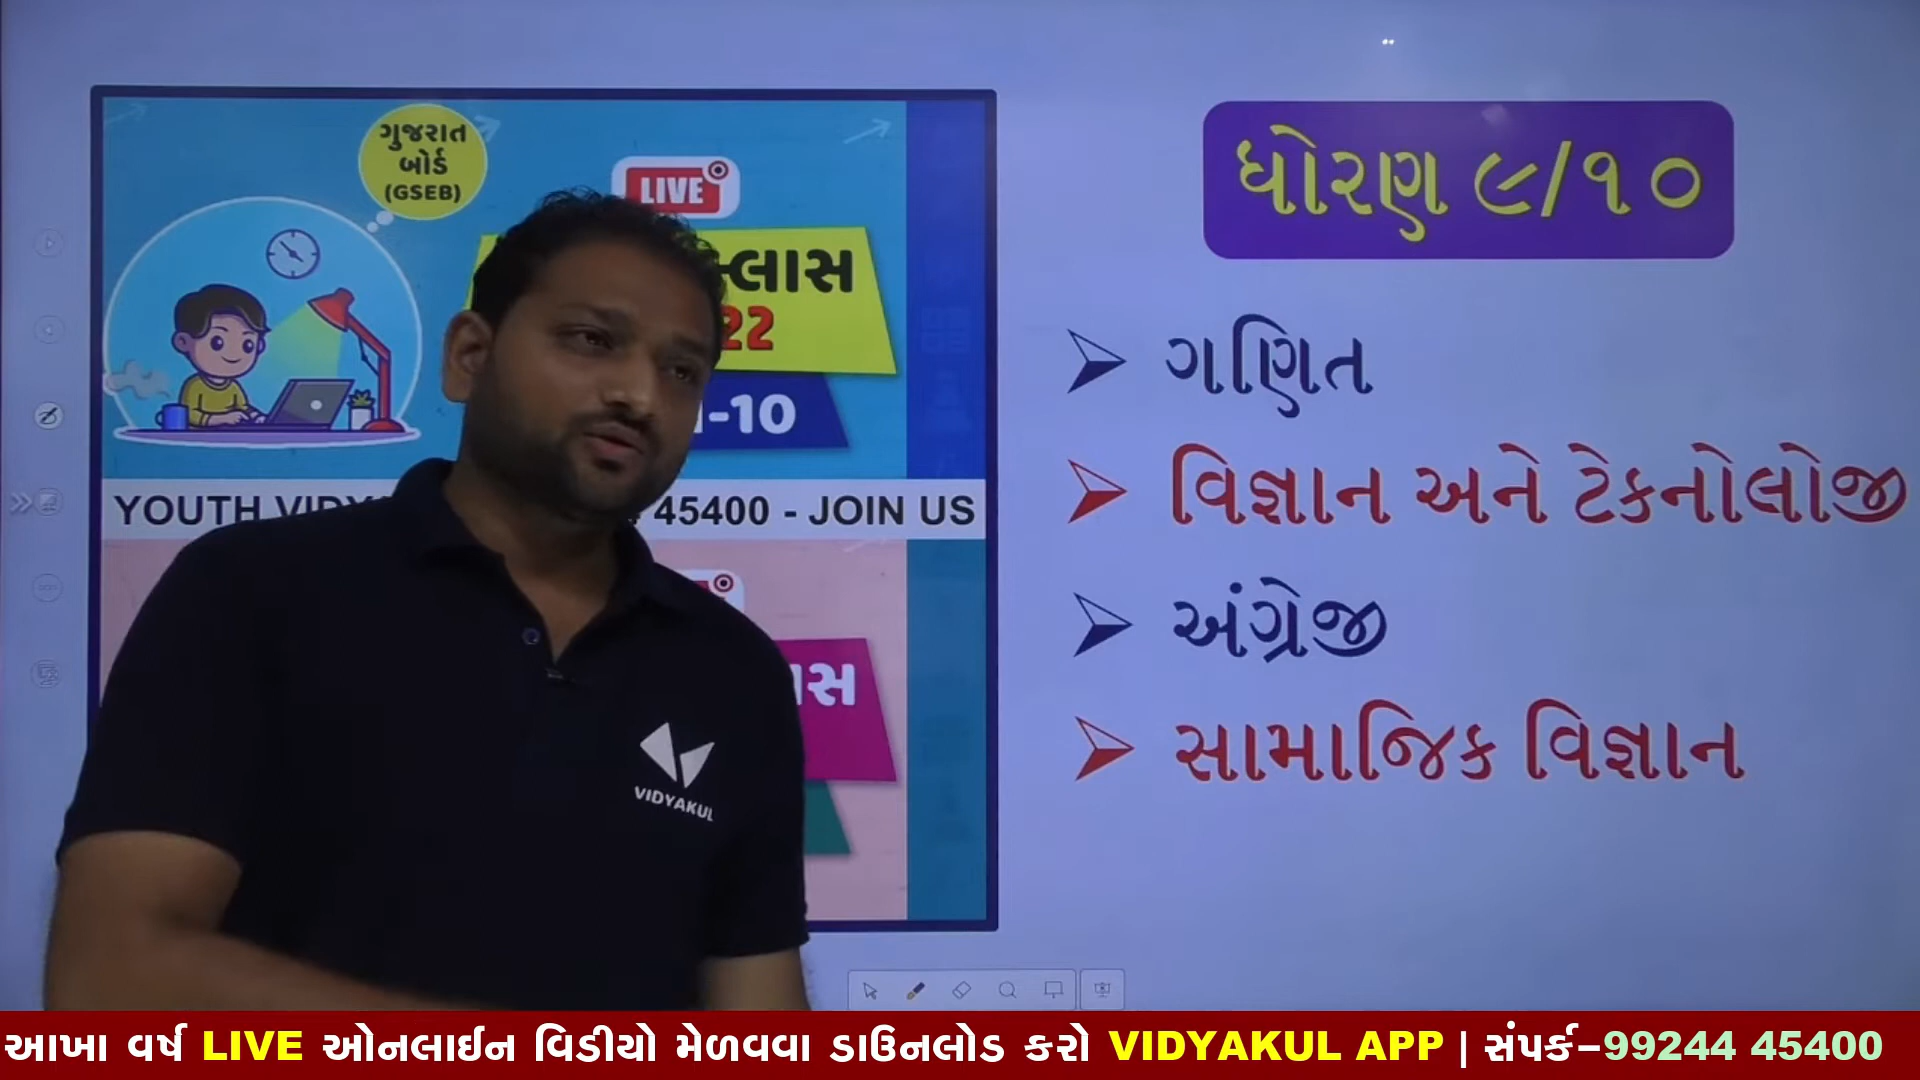 ગુજરાત
બોર્ડ
(GSEB)
LIVE
ક્લાસ
22
-10
YOUTH 45400 - JOIN US
ધોરણ ૯/૧૦
ગણિત
વિજ્ઞાન અને ટેકનોલોજી
અંગ્રેજી
સામાજિક વિજ્ઞાન
VIDYAKUL
આખા વર્ષ LIVE ઓનલાઈન વિડીયો મેળવવા ડાઉનલોડ કરો VIDYAKUL APP | સંપર્ક-99244 45400